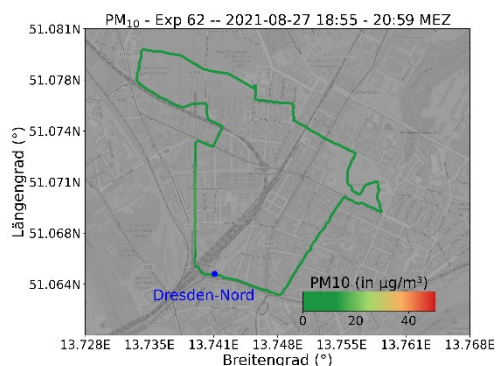 PM₁₀ - Exp 62 -- 2021-08-27 18:55 - 20:59 MEZ
51.081N
51.078N
51.074N
51.071N
51.068N
51.064N
Längengrad (°)
Dresden-Nord
PM10 (in µg/m³)
0 20 40
13.728E 13.735E 13.741E 13.748E 13.755E 13.761E 13.768E
Breitengrad (°)